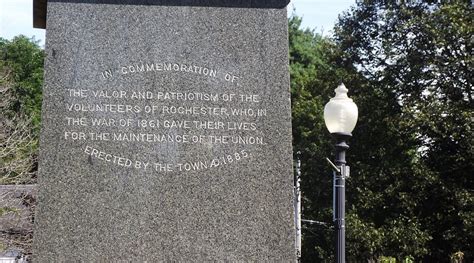 IN COMMEMORATION OF
THE VALOR AND PATRIOTISM OF THE
VOLUNTEERS OF ROCHESTER, WHO, IN
THE WAR OF 1861 GAVE THEIR LIVES
FOR THE MAINTENANCE OF THE UNION.
ERECTED BY THE TOWN A.D. 1885.